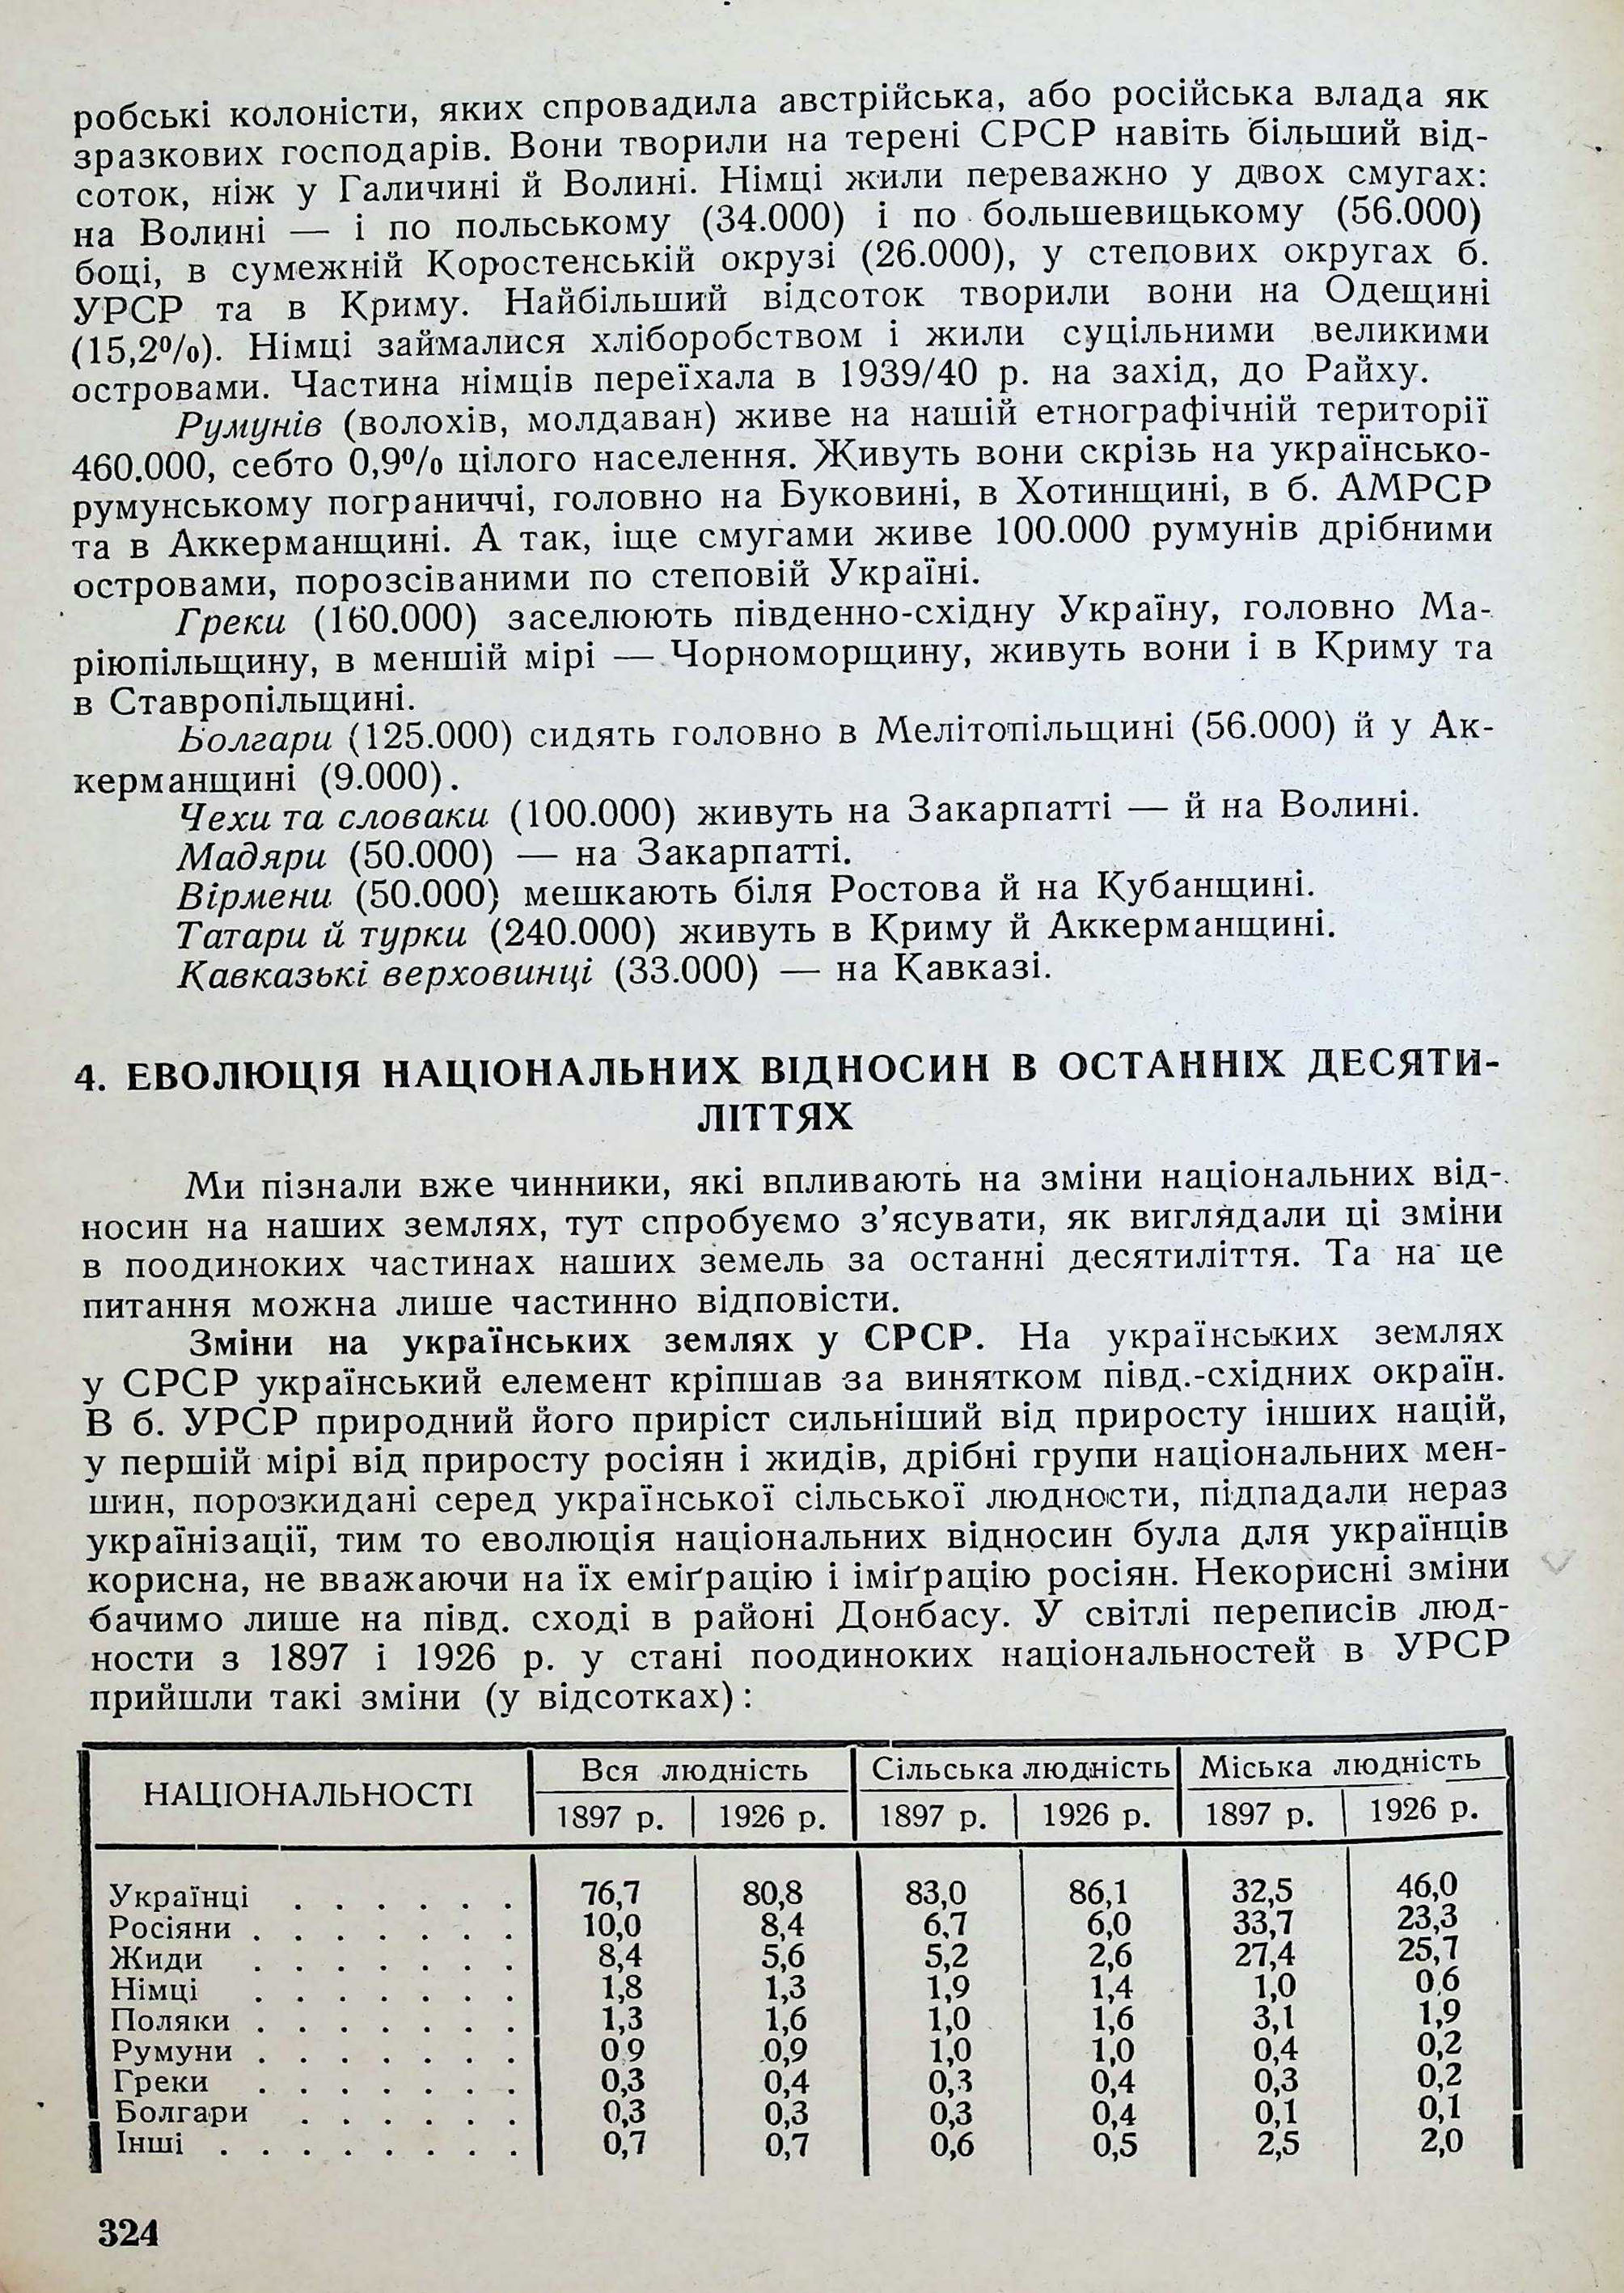 робські колоністи, яких спровадила австрійська, або російська влада як
зразкових господарів. Вони творили на терені СРСР навіть більший від-
соток, ніж у Галичині й Волині. Німці жили переважно у двох смугах:
на Волині — і по польському (34.000) і по большевицькому (56.000)
боці, в сумежній Коростенській окрузі (26.000), у степових округах б.
УРСР та в Криму. Найбільший відсоток творили вони на Одещині
(15,2%). Німці займалися хліборобством і жили суцільними великими
островами. Частина німців переїхала в 1939/40 р. на захід, до Райху.
Румунів (волохів, молдаван) живе на нашій етнографічній території
460.000, себто 0,9% цілого населення. Живуть вони скрізь на українсько-
румунському пограниччі, головно на Буковині, в Хотинщині, в б. АМРСР
та в Аккерманщині. А так, іще смугами живе 100.000 румунів дрібними
островами, порозсіваними по степовій Україні.
Греки (160.000) заселюють південно-східну Україну, головно Ма-
ріюпільщину, в меншій мірі — Чорноморщину, живуть вони і в Криму та
в Ставропільщині.
Болгари (125.000) сидять головно в Мелітопільщині (56.000) й у Ак-
керманщині (9.000).
Чехи та словаки (100.000) живуть на Закарпатті — й на Волині.
Мадяри (50.000) — на Закарпатті.
Вірмени (50.000) мешкають біля Ростова й на Кубанщині.
Татари й турки (240.000) живуть в Криму й Аккерманщині.
Кавказькі верховинці (33.000) — на Кавказі.
4. ЕВОЛЮЦІЯ НАЦІОНАЛЬНИХ ВІДНОСИН В ОСТАННІХ ДЕСЯТИ-
ЛІТТЯХ
Ми пізнали вже чинники, які впливають на зміни національних від-
носин на наших землях, тут спробуємо з’ясувати, як виглядали ці зміни
в поодиноких частинах наших земель за останні десятиліття. Та на це
питання можна лише частинно відповісти.
Зміни на українських землях у СРСР. На українських землях
у СРСР український елемент кріпшав за винятком півд.-східних окраїн.
В б. УРСР природний його приріст сильніший від приросту інших націй,
у першій мірі від приросту росіян і жидів, дрібні групи національних мен-
шин, порозкидані серед української сільської людности, підпадали нераз
українізації, тим то еволюція національних відносин була для українців
корисна, не вважаючи на їх еміґрацію і іміґрацію росіян. Некорисні зміни
бачимо лише на півд. сході в районі Донбасу. У світлі переписів люд-
ности з 1897 і 1926 р. у стані поодиноких національностей в УРСР
прийшли такі зміни (у відсотках):
НАЦІОНАЛЬНОСТІ Вся людність Сільська людність Міська людність
1897 р. 1926 р. 1897 р. 1926 р. 1897 р. 1926 р.
Українці . . . . . . 76,7 80,8 83,0 86,1 32,5 46,0
Росіяни . . . . . . . 10,0 8,4 6,7 6,0 33,7 23,3
Жиди . . . . . . . 8,4 5,6 5,2 2,6 27,4 25,7
Німці . . . . . . . 1,8 1,3 1,9 1,4 1,0 0,6
Поляки . . . . . . . 1,3 1,6 1,0 1,6 3,1 1,9
Румуни . . . . . . . 0 9 0,9 1,0 1,0 0,4 0,2
Греки . . . . . . . 0,3 0,4 0,3 0,4 0,3 0,2
Болгари . . . . . . 0,3 0,3 0,3 0,4 0,1 0,1
Інші . . . . . . . . 0,7 0,7 0,6 0,5 2,5 2,0
324